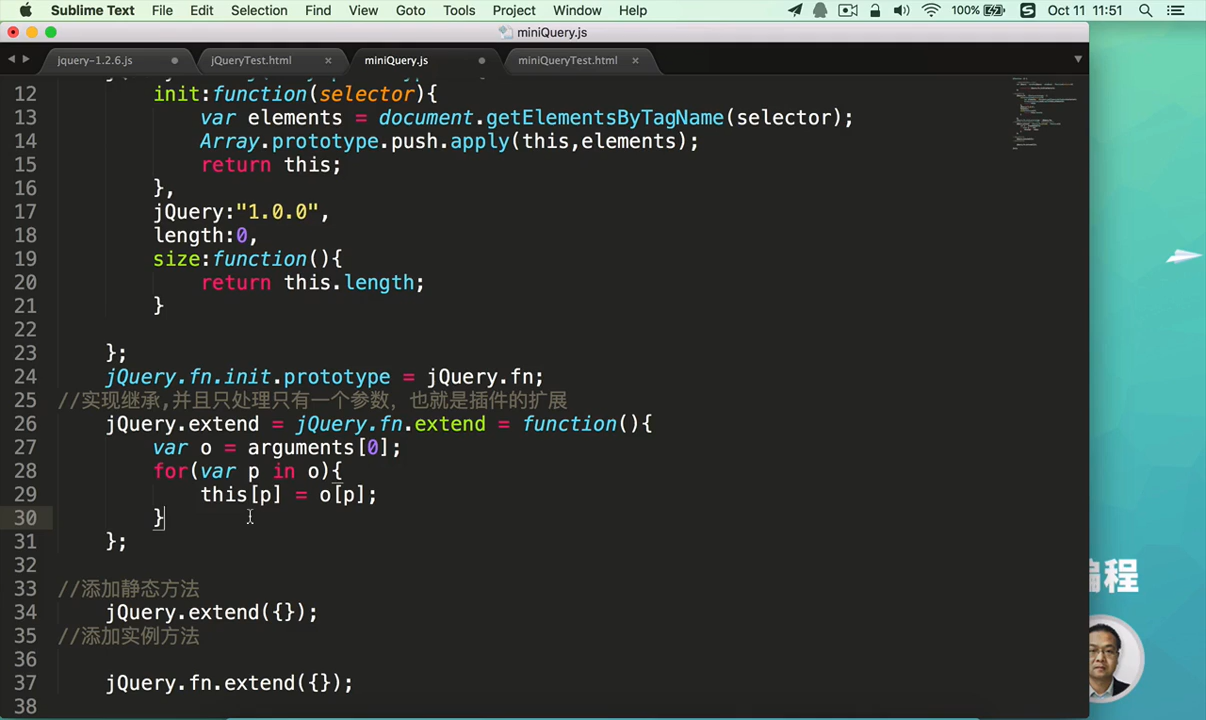 Sublime Text File Edit Selection Find View Goto Tools Project Window Help 100% Oct 11 11:51
miniQuery.js
jquery-1.2.6.js jQueryTest.html miniQuery.js miniQueryTest.html
12 init:function(selector){
13 var elements = document.getElementsByTagName(selector);
14 Array.prototype.push.apply(this,elements);
15 return this;
16 },
17 jQuery:"1.0.0",
18 length:0,
19 size:function(){
20 return this.length;
21 }
22
23 };
24 jQuery.fn.init.prototype = jQuery.fn;
25 //实现继承,并且只处理只有一个参数，也就是插件的扩展
26 jQuery.extend = jQuery.fn.extend = function(){
27 var o = arguments[0];
28 for(var p in o){
29 this[p] = o[p];
30 }
31 };
32
33 //添加静态方法
34 jQuery.extend({});
35 //添加实例方法
36
37 jQuery.fn.extend({});
38
编程